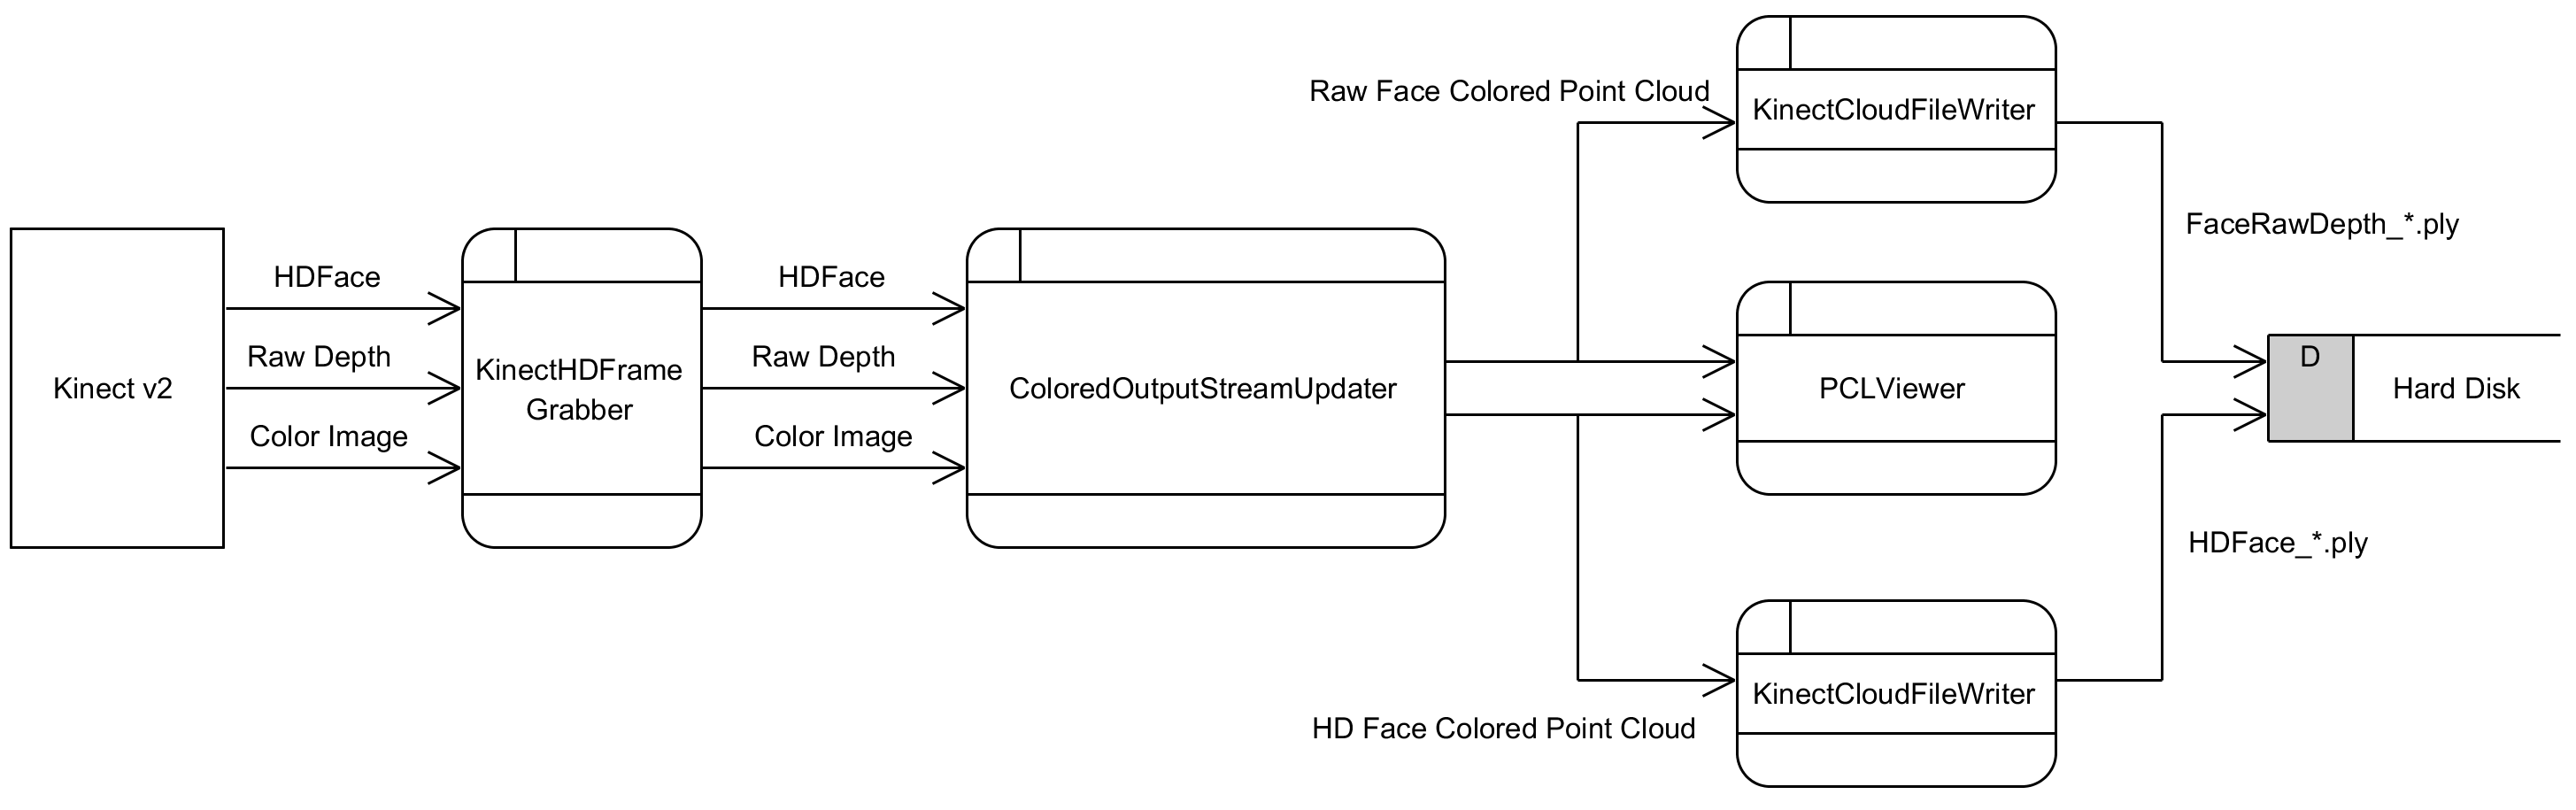 Raw Face Colored Point Cloud
KinectCloudFileWriter
FaceRawDepth_*.ply
HDFace
HDFace
Raw Depth
Raw Depth
D
Kinect v2
KinectHDFrame
Grabber
ColoredOutputStreamUpdater
PCLViewer
Hard Disk
Color Image
Color Image
HDFace_*.ply
KinectCloudFileWriter
HD Face Colored Point Cloud